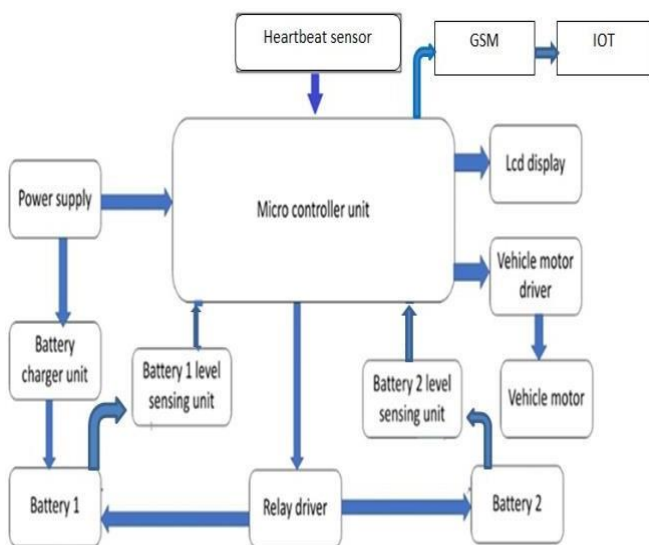 Heartbeat sensor
GSM
IOT
Lcd display
Power supply
Micro controller unit
Vehicle motor
driver
Battery
charger unit
Battery 1 level
sensing unit
Battery 2 level
sensing unit
Vehicle motor
Battery 1
Relay driver
Battery 2